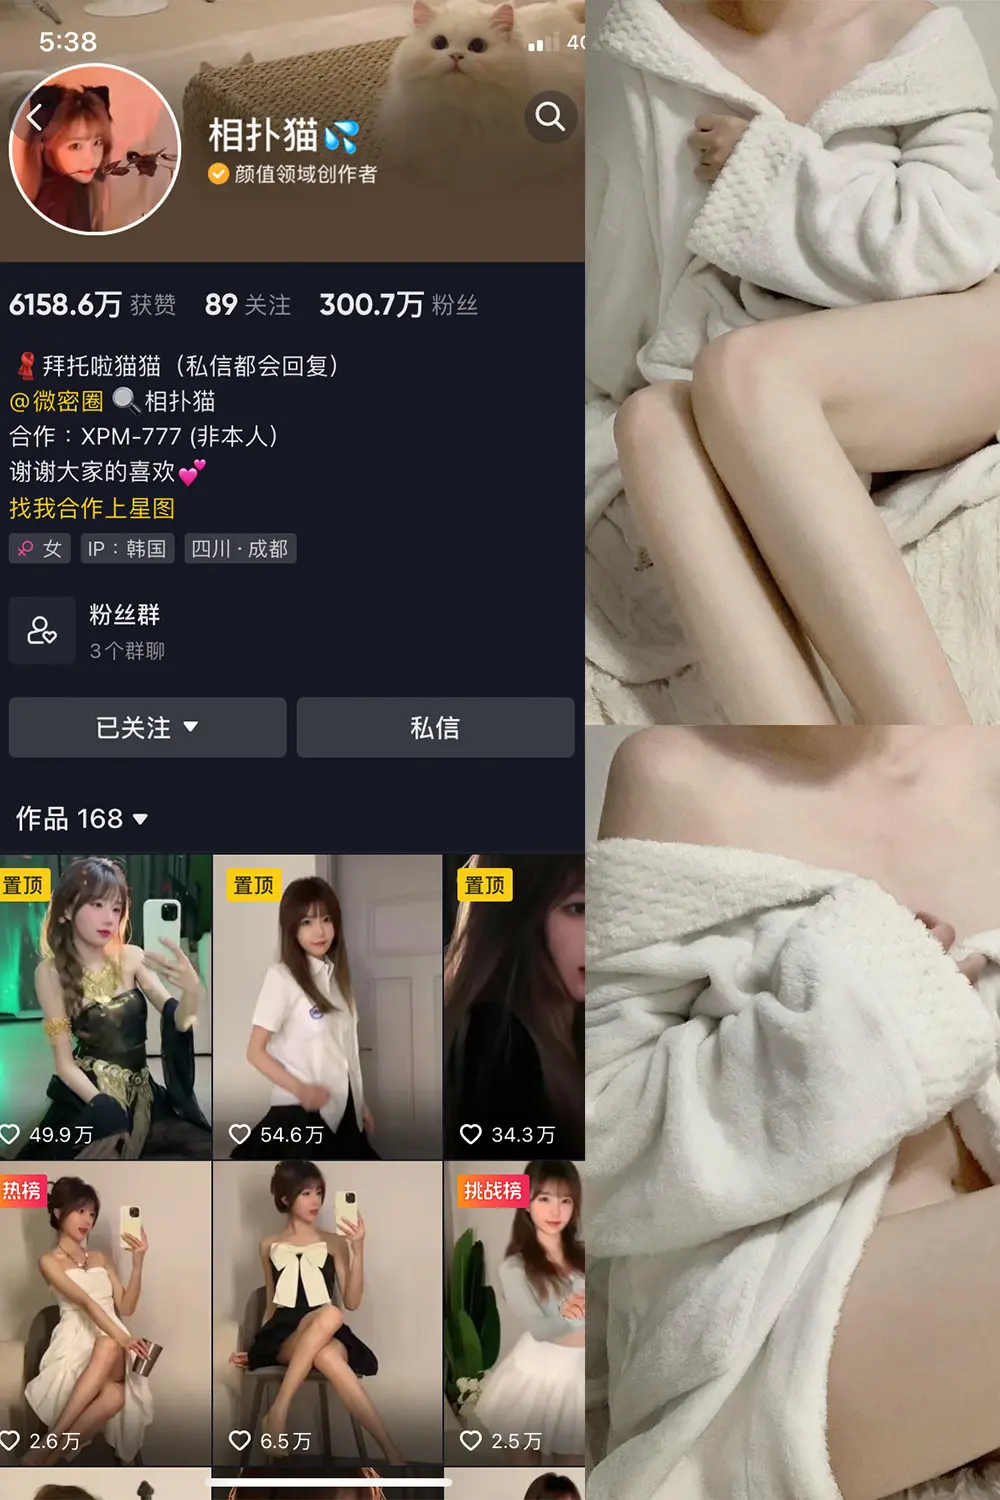 5:38
4G
相扑猫💦
颜值领域创作者
6158.6万 获赞 89 关注 300.7万 粉丝
🧣拜托啦猫猫（私信都会回复）
@微密圈 🔍相扑猫
合作：XPM-777 (非本人)
谢谢大家的喜欢💕
找我合作上星图
女 IP：韩国 四川·成都
粉丝群
3个群聊
已关注 私信
作品 168
置顶 置顶 置顶
49.9万 54.6万 34.3万
热榜 挑战榜
2.6万 6.5万 2.5万